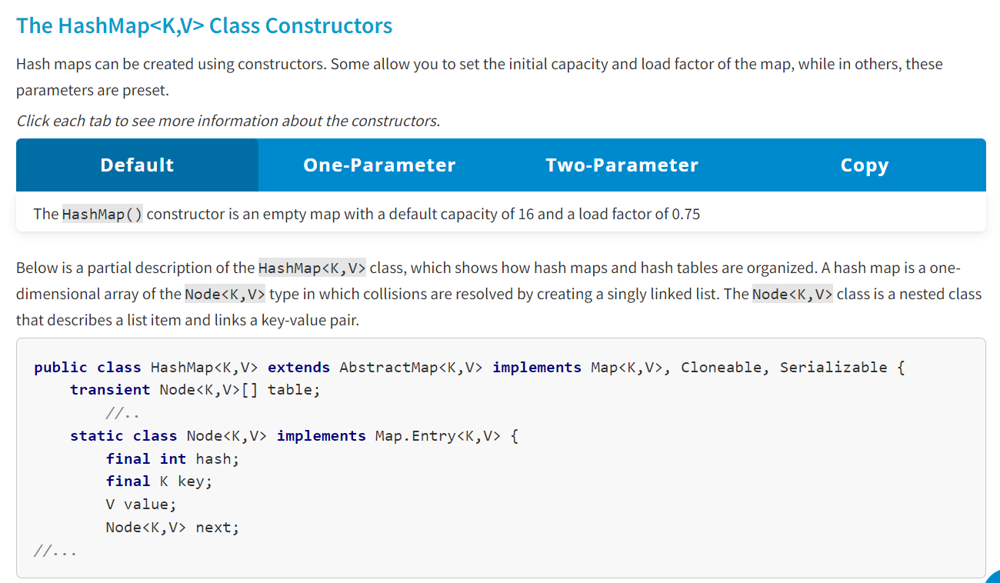 The HashMap<K,V> Class Constructors
Hash maps can be created using constructors. Some allow you to set the initial capacity and load factor of the map, while in others, these
parameters are preset.
Click each tab to see more information about the constructors.
Default One-Parameter Two-Parameter Copy
The HashMap() constructor is an empty map with a default capacity of 16 and a load factor of 0.75
Below is a partial description of the HashMap<K,V> class, which shows how hash maps and hash tables are organized. A hash map is a one-
dimensional array of the Node<K,V> type in which collisions are resolved by creating a singly linked list. The Node<K,V> class is a nested class
that describes a list item and links a key-value pair.
public class HashMap<K,V> extends AbstractMap<K,V> implements Map<K,V>, Cloneable, Serializable {
    transient Node<K,V>[] table;
        //..
    static class Node<K,V> implements Map.Entry<K,V> {
        final int hash;
        final K key;
        V value;
        Node<K,V> next;
//...